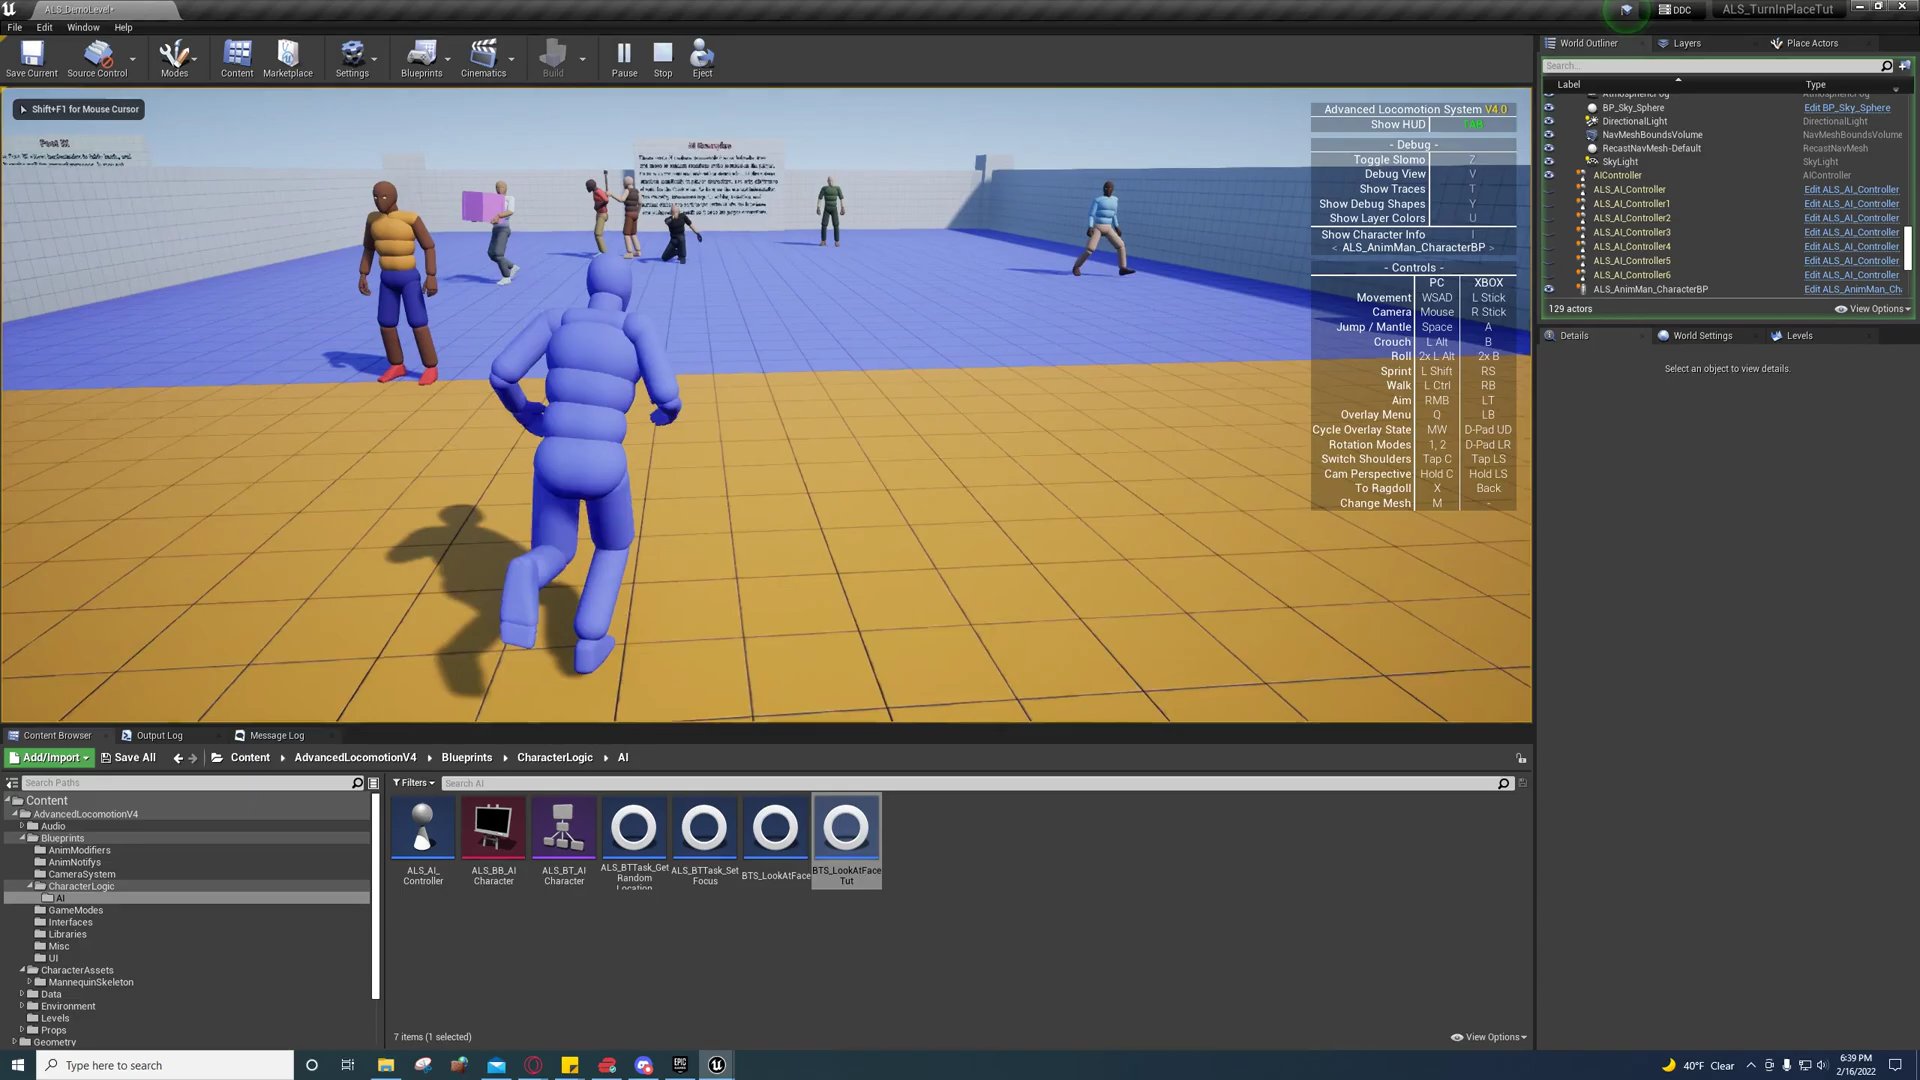 ALS_DemoLevel•
DDC
ALS_TurnInPlaceTut
File Edit Window Help
Save Current
Source Control
Modes
Content
Marketplace
Settings
Blueprints
Cinematics
Build
Pause
Stop
Eject
Shift+F1 for Mouse Cursor
AI Examples
Advanced Locomotion System V4.0
Show HUD TAB
- Debug -
Toggle Slomo Z
Debug View V
Show Traces T
Show Debug Shapes Y
Show Layer Colors U
Show Character Info I
< ALS_AnimMan_CharacterBP >
- Controls -
PC XBOX
Movement WSAD L Stick
Camera Mouse R Stick
Jump / Mantle Space A
Crouch L Alt B
Roll 2x L Alt 2x B
Sprint L Shift RS
Walk L Ctrl RB
Aim RMB LT
Overlay Menu Q LB
Cycle Overlay State MW D-Pad UD
Rotation Modes 1, 2 D-Pad LR
Switch Shoulders Tap C Tap LS
Cam Perspective Hold C Hold LS
To Ragdoll X Back
Change Mesh M -
World Outliner
Layers
Place Actors
Search...
Label Type
AtmosphericFog AtmosphericFog
BP_Sky_Sphere Edit BP_Sky_Sphere
DirectionalLight DirectionalLight
NavMeshBoundsVolume NavMeshBoundsVolume
RecastNavMesh-Default RecastNavMesh
SkyLight SkyLight
AIController AIController
ALS_AI_Controller Edit ALS_AI_Controller
ALS_AI_Controller1 Edit ALS_AI_Controller
ALS_AI_Controller2 Edit ALS_AI_Controller
ALS_AI_Controller3 Edit ALS_AI_Controller
ALS_AI_Controller4 Edit ALS_AI_Controller
ALS_AI_Controller5 Edit ALS_AI_Controller
ALS_AI_Controller6 Edit ALS_AI_Controller
ALS_AnimMan_CharacterBP Edit ALS_AnimMan_Ch
129 actors
View Options
Details
World Settings
Levels
Select an object to view details.
Content Browser
Output Log
Message Log
Add/Import
Save All
Content AdvancedLocomotionV4 Blueprints CharacterLogic AI
Search Paths
Filters
Search AI
Content
AdvancedLocomotionV4
Audio
Blueprints
AnimModifiers
AnimNotifys
CameraSystem
CharacterLogic
AI
GameModes
Interfaces
Libraries
Misc
UI
CharacterAssets
MannequinSkeleton
Data
Environment
Levels
Props
Geometry
ALS_AI_
Controller
ALS_BB_AI
Character
ALS_BT_AI
Character
ALS_BTTask_Get
Random
Location
ALS_BTTask_Set
Focus
BTS_LookAtFace
BTS_LookAtFace
Tut
7 items (1 selected)
View Options
Type here to search
EPIC
40°F Clear
6:39 PM
2/16/2022